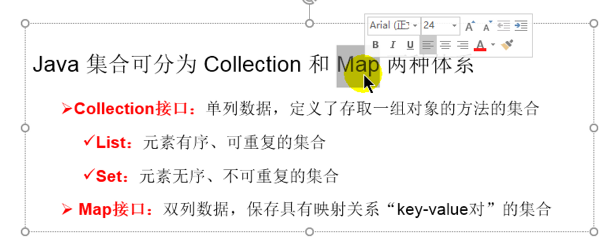 Arial (正 24 A A
B I U A
Java 集合可分为 Collection 和 Map 两种体系
➢Collection接口：单列数据，定义了存取一组对象的方法的集合
✓List：元素有序、可重复的集合
✓Set：元素无序、不可重复的集合
➢ Map接口：双列数据，保存具有映射关系“key-value对”的集合